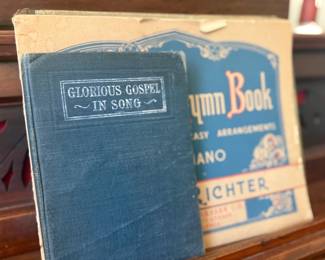 GLORIOUS GOSPEL
IN SONG
Hymn Book
EASY ARRANGEMENTS
PIANO
RICHTER